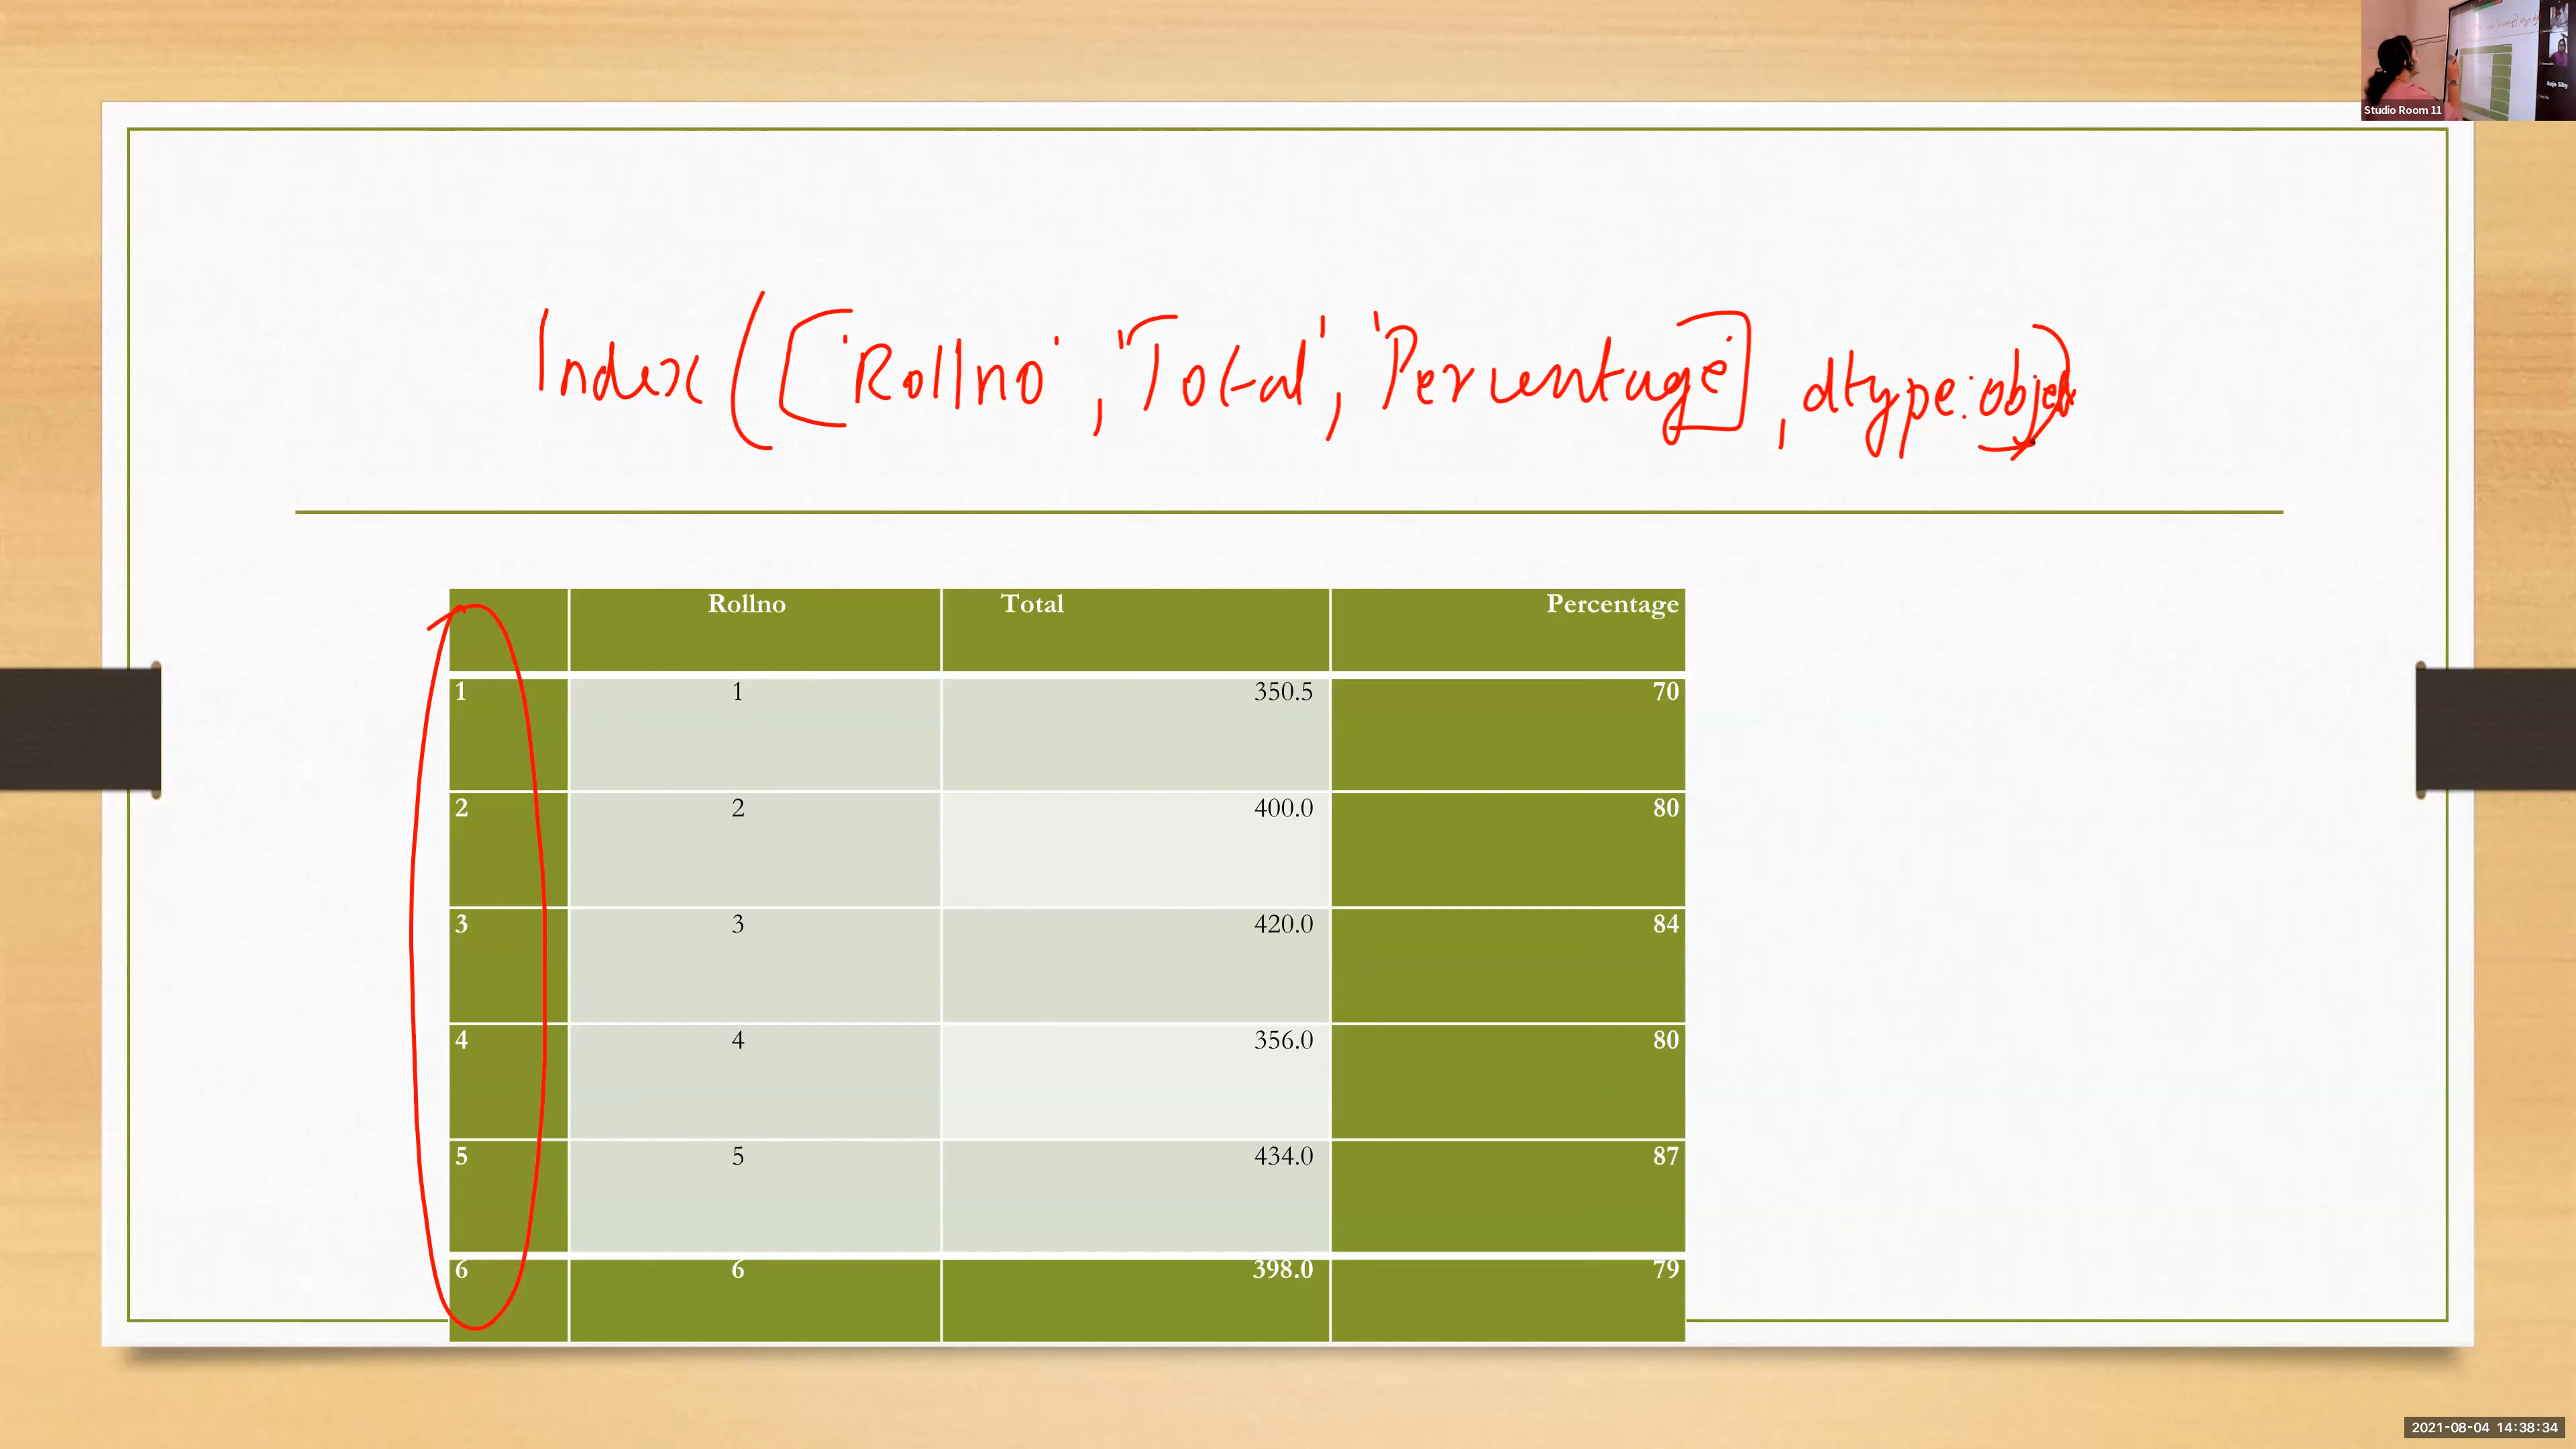 Studio Room 11
Index(['Rollno', 'Total', 'Percentage'], dtype:object)
Rollno Total Percentage
1 1 350.5 70
2 2 400.0 80
3 3 420.0 84
4 4 356.0 80
5 5 434.0 87
6 6 398.0 79
2021-08-04 14:38:34